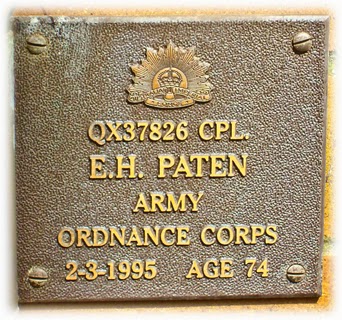 QX37826 CPL.
E.H. PATEN
ARMY
ORDNANCE CORPS
2-3-1995 AGE 74